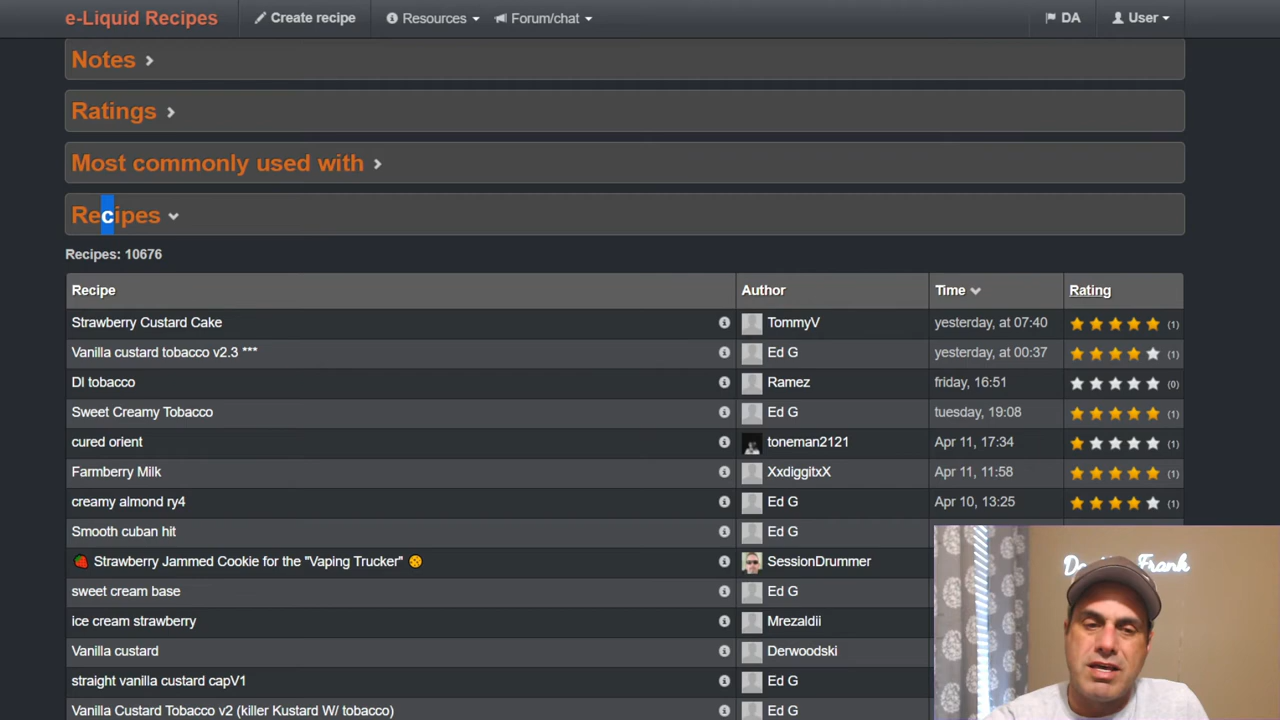 e-Liquid Recipes Create recipe Resources Forum/chat DA User
Notes
Ratings
Most commonly used with
Recipes
Recipes: 10676
Recipe Author Time Rating
Strawberry Custard Cake TommyV yesterday, at 07:40 (1)
Vanilla custard tobacco v2.3 *** Ed G yesterday, at 00:37 (1)
Dl tobacco Ramez friday, 16:51 (0)
Sweet Creamy Tobacco Ed G tuesday, 19:08 (1)
cured orient toneman2121 Apr 11, 17:34 (1)
Farmberry Milk XxdiggitxX Apr 11, 11:58 (1)
creamy almond ry4 Ed G Apr 10, 13:25 (1)
Smooth cuban hit Ed G
🍓 Strawberry Jammed Cookie for the "Vaping Trucker" 🍪 SessionDrummer
sweet cream base Ed G
ice cream strawberry Mrezaldii
Vanilla custard Derwoodski
straight vanilla custard capV1 Ed G
Vanilla Custard Tobacco v2 (killer Kustard W/ tobacco) Ed G
Frank